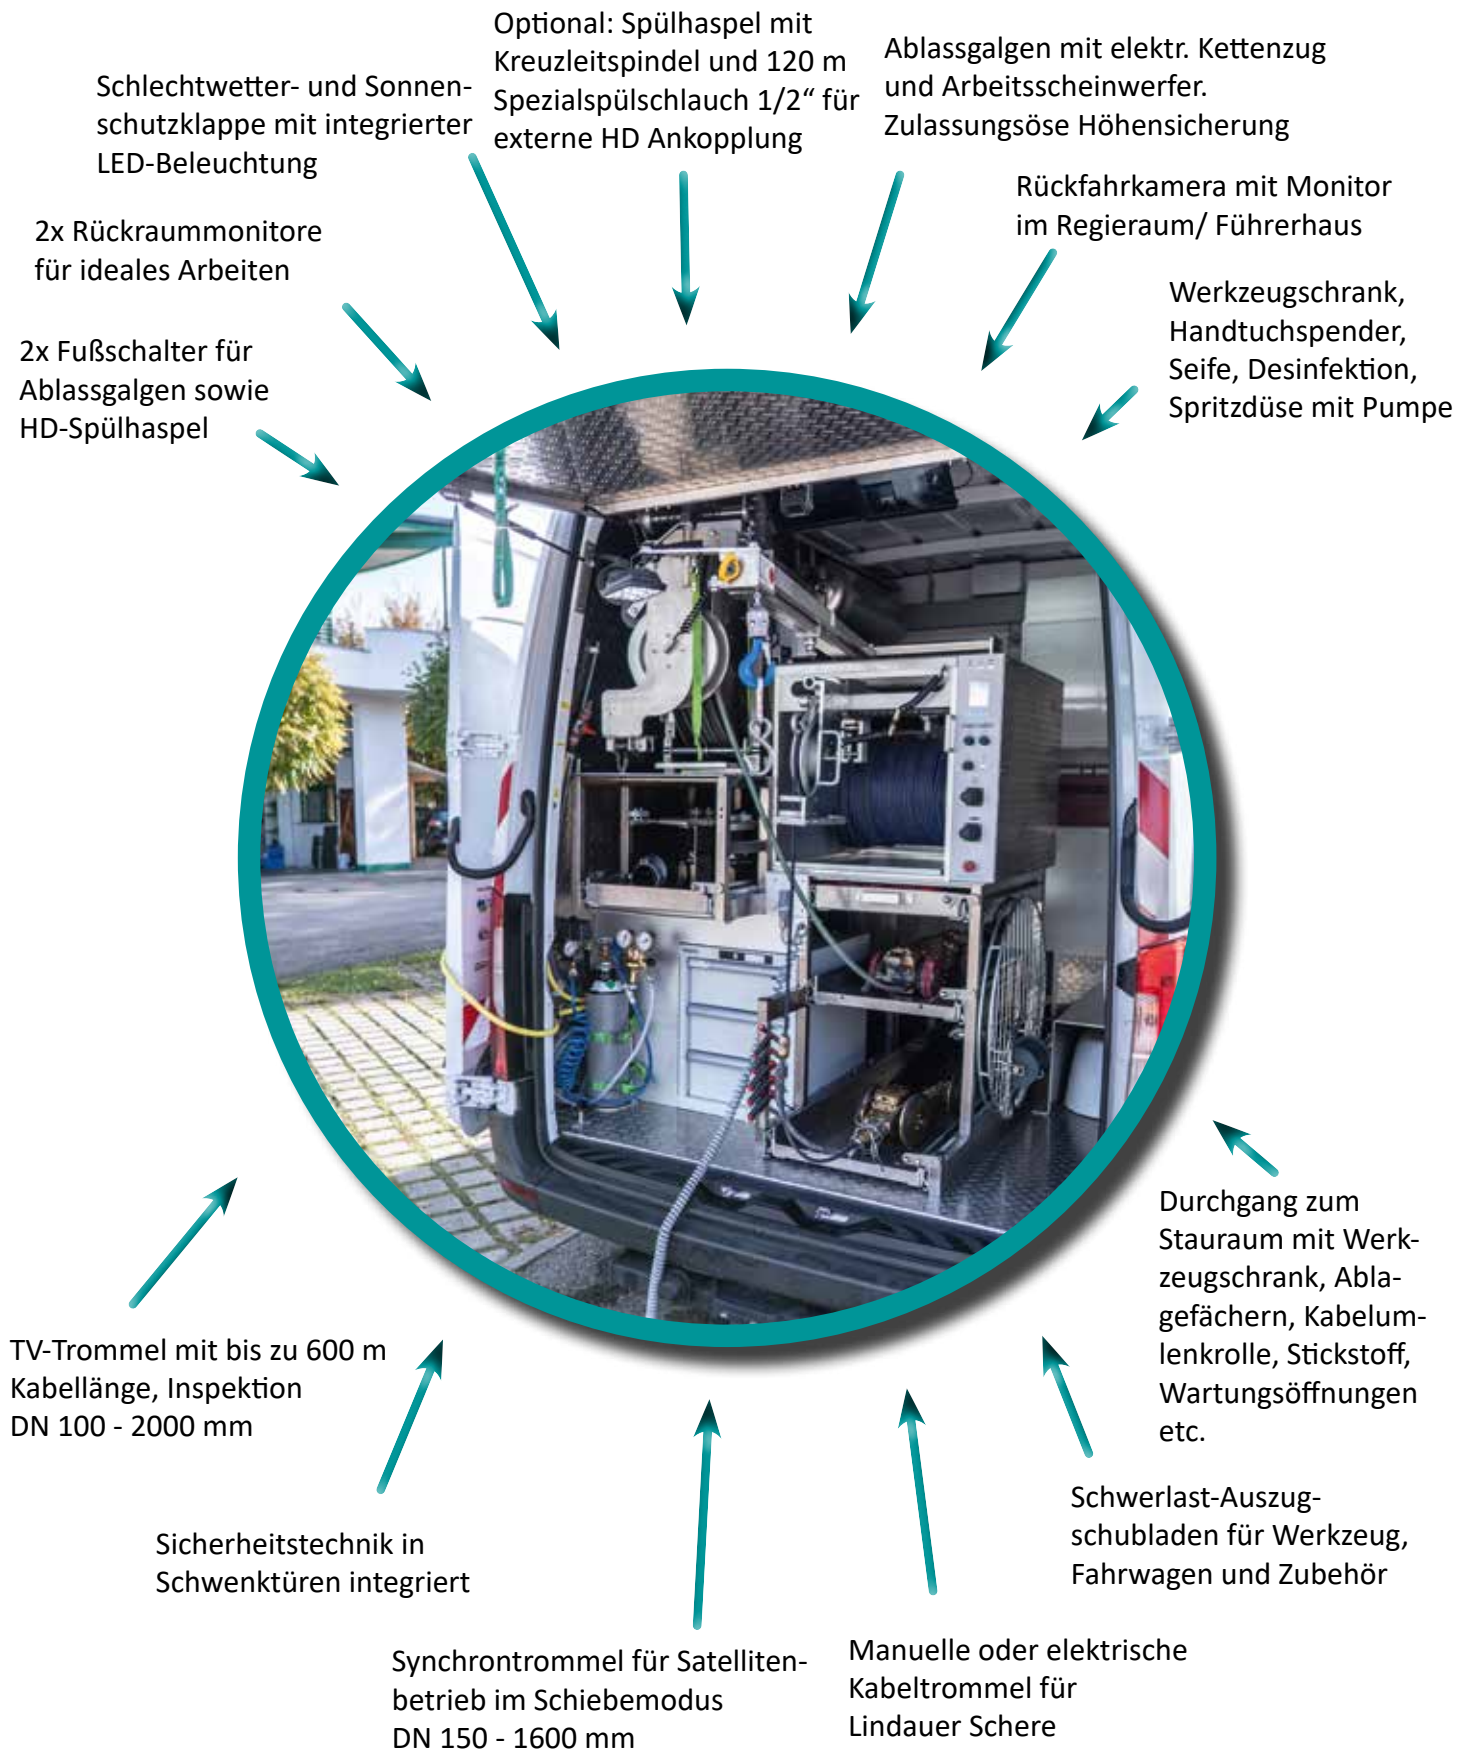 Optional: Spülhaspel mit
Kreuzleitspindel und 120 m
Spezialspülschlauch 1/2“ für
externe HD Ankopplung
Ablassgalgen mit elektr. Kettenzug
und Arbeitsscheinwerfer.
Zulassungsöse Höhensicherung
Schlechtwetter- und Sonnen-
schutzklappe mit integrierter
LED-Beleuchtung
Rückfahrkamera mit Monitor
im Regieraum/ Führerhaus
2x Rückraummonitore
für ideales Arbeiten
Werkzeugschrank,
Handtuchspender,
Seife, Desinfektion,
Spritzdüse mit Pumpe
2x Fußschalter für
Ablassgalgen sowie
HD-Spülhaspel
Durchgang zum
Stauraum mit Werk-
zeugschrank, Abla-
gefächern, Kabelum-
lenkrolle, Stickstoff,
Wartungsöffnungen
etc.
TV-Trommel mit bis zu 600 m
Kabellänge, Inspektion
DN 100 - 2000 mm
Schwerlast-Auszug-
schubladen für Werkzeug,
Fahrwagen und Zubehör
Sicherheitstechnik in
Schwenktüren integriert
Synchrontrommel für Satelliten-
betrieb im Schiebemodus
DN 150 - 1600 mm
Manuelle oder elektrische
Kabeltrommel für
Lindauer Schere